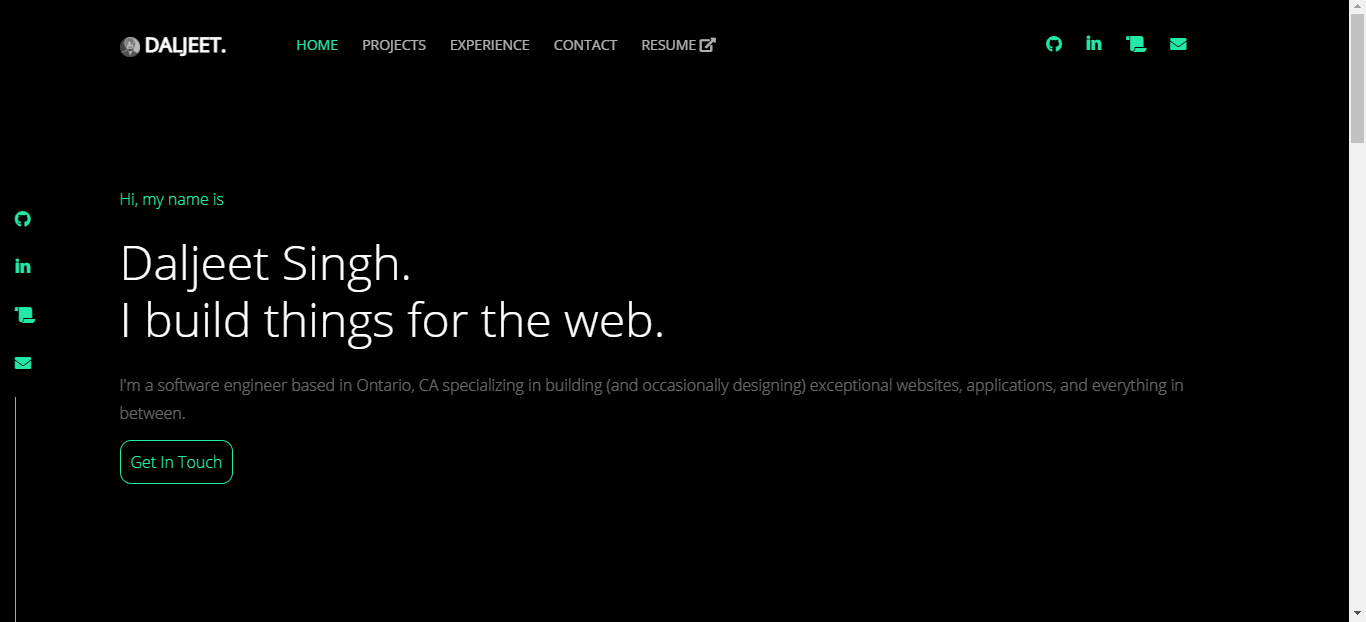 DALJEET.
HOME PROJECTS EXPERIENCE CONTACT RESUME
Hi, my name is
Daljeet Singh.
I build things for the web.
I'm a software engineer based in Ontario, CA specializing in building (and occasionally designing) exceptional websites, applications, and everything in
between.
Get In Touch